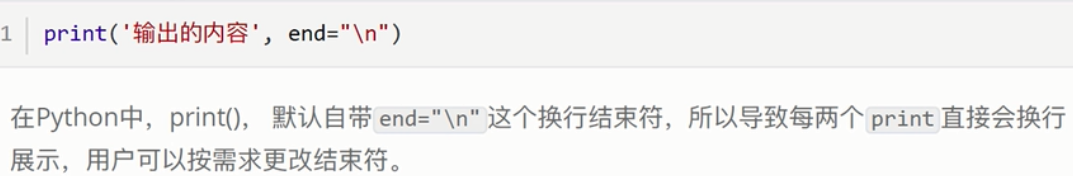 1 print('输出的内容', end="\n")
在Python中，print()， 默认自带end="\n"这个换行结束符，所以导致每两个print直接会换行
展示，用户可以按需求更改结束符。